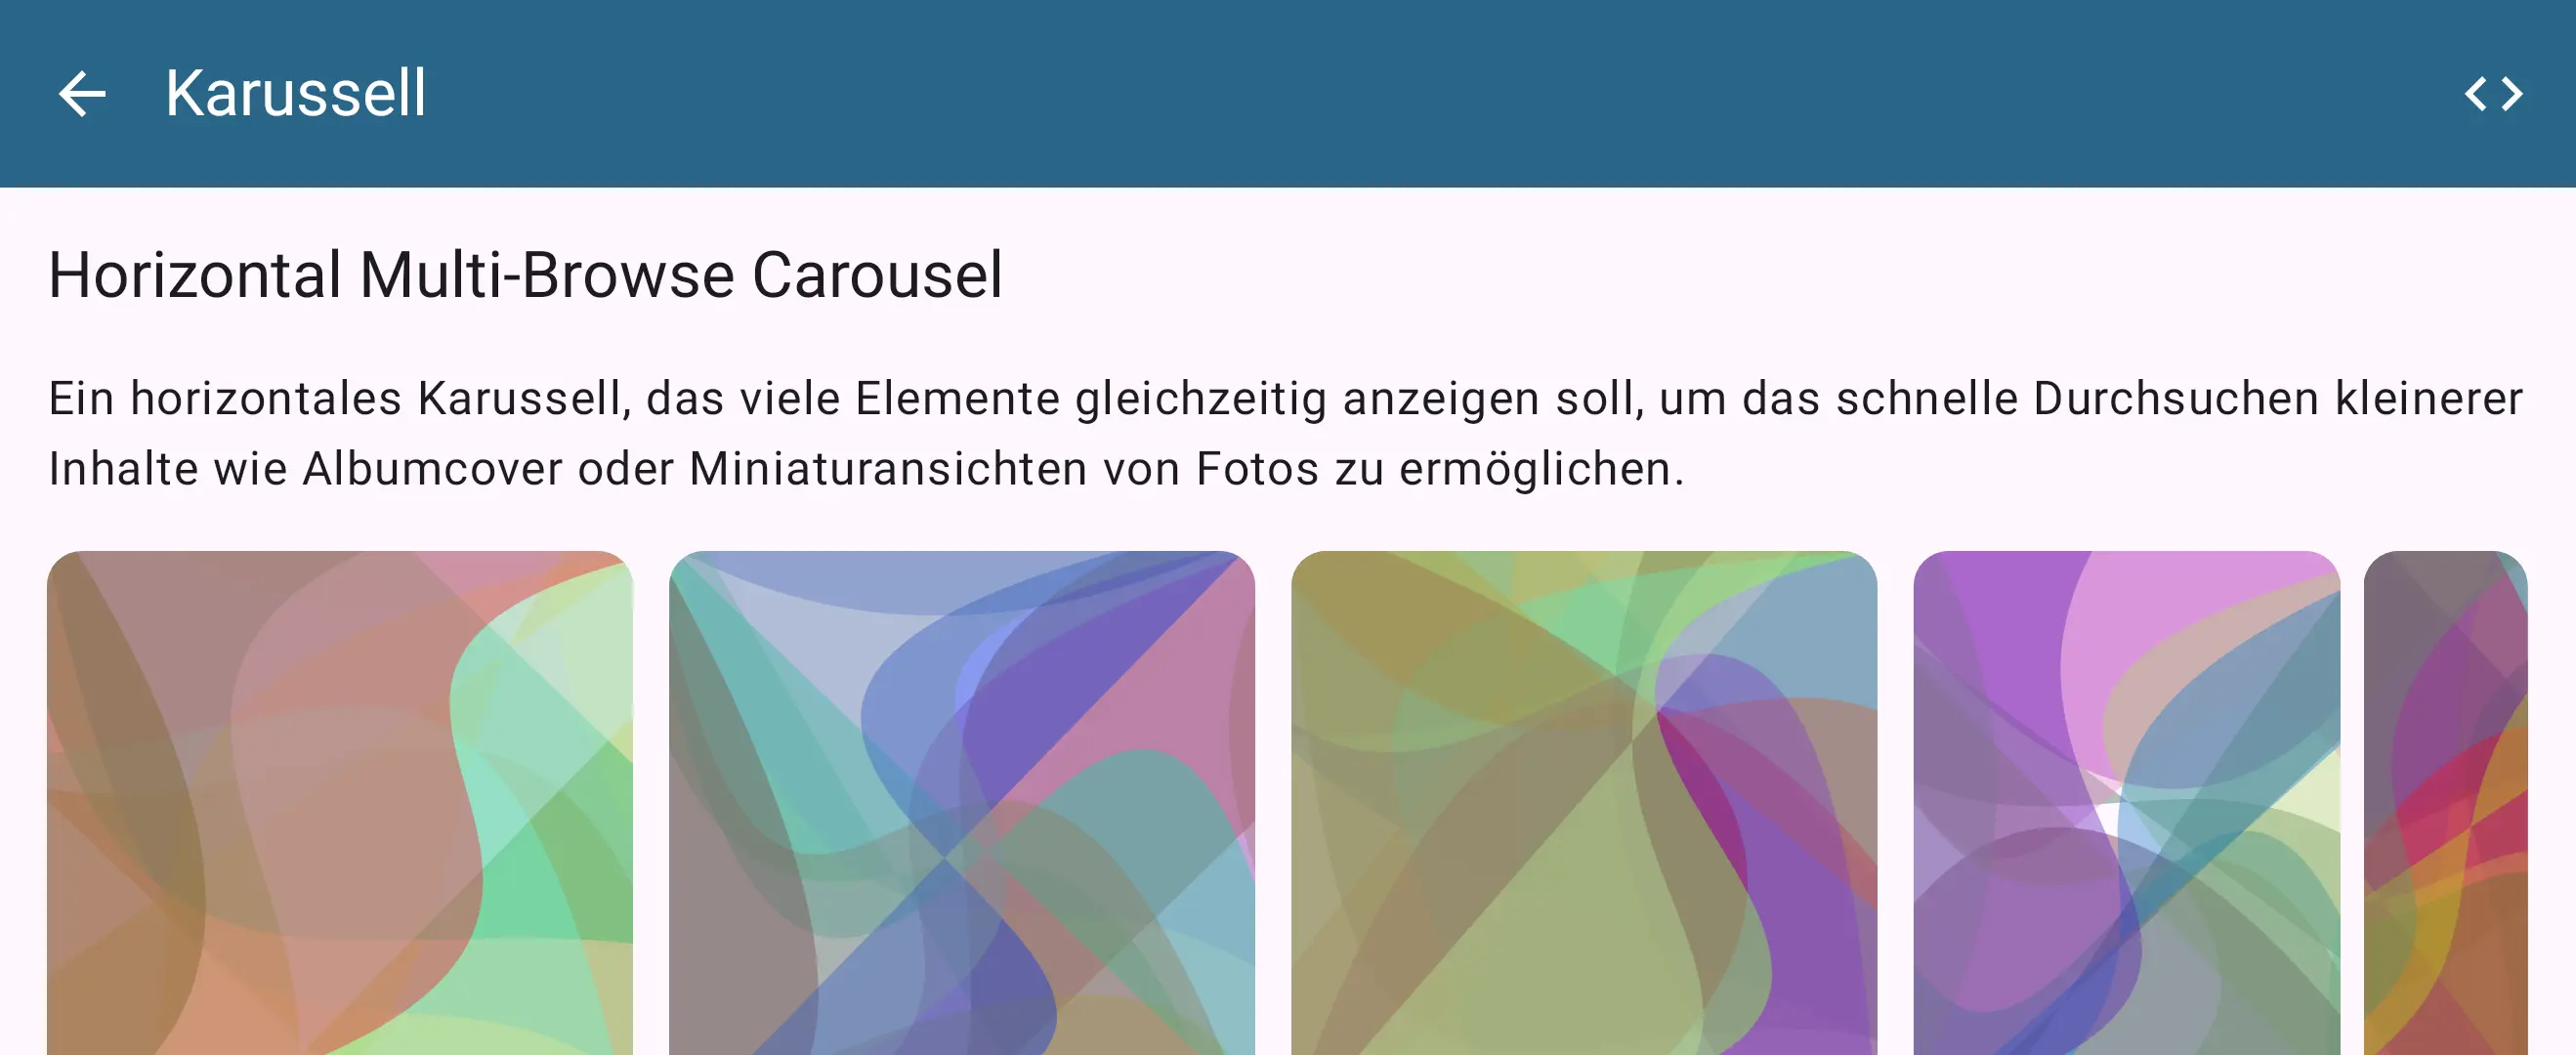 Karussell
Horizontal Multi-Browse Carousel
Ein horizontales Karussell, das viele Elemente gleichzeitig anzeigen soll, um das schnelle Durchsuchen kleinerer
Inhalte wie Albumcover oder Miniaturansichten von Fotos zu ermöglichen.